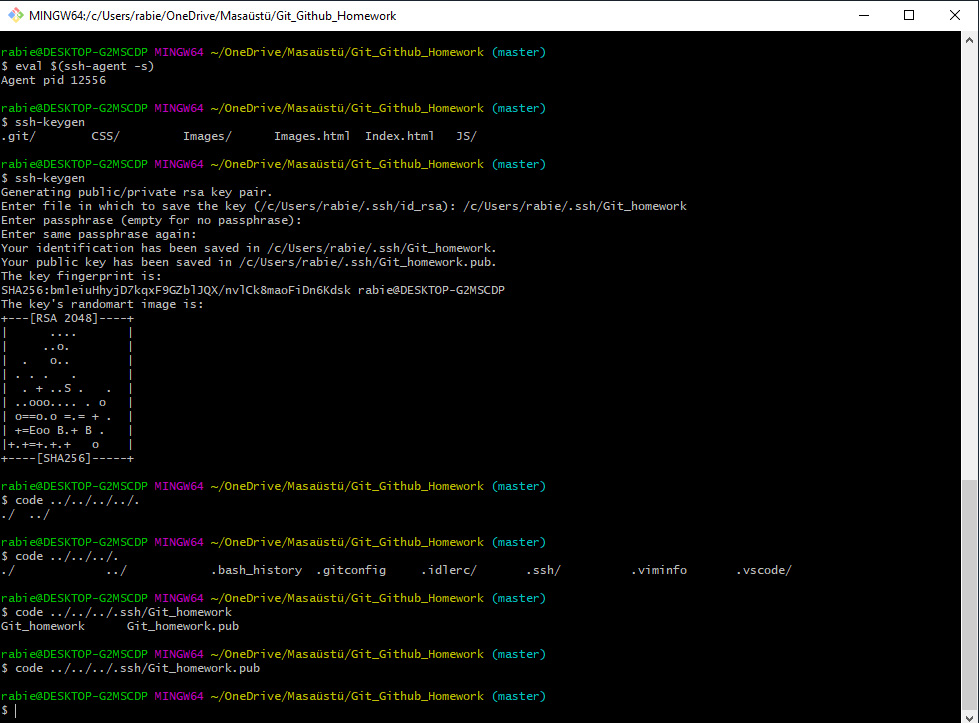 MINGW64:/c/Users/rabie/OneDrive/Masaüstü/Git_Github_Homework
rabie@DESKTOP-G2MSCDP MINGW64 ~/OneDrive/Masaüstü/Git_Github_Homework (master)
$ eval $(ssh-agent -s)
Agent pid 12556
rabie@DESKTOP-G2MSCDP MINGW64 ~/OneDrive/Masaüstü/Git_Github_Homework (master)
$ ssh-keygen
.git/        CSS/         Images/      Images.html  Index.html   JS/
rabie@DESKTOP-G2MSCDP MINGW64 ~/OneDrive/Masaüstü/Git_Github_Homework (master)
$ ssh-keygen
Generating public/private rsa key pair.
Enter file in which to save the key (/c/Users/rabie/.ssh/id_rsa): /c/Users/rabie/.ssh/Git_homework
Enter passphrase (empty for no passphrase):
Enter same passphrase again:
Your identification has been saved in /c/Users/rabie/.ssh/Git_homework.
Your public key has been saved in /c/Users/rabie/.ssh/Git_homework.pub.
The key fingerprint is:
SHA256:bmleiuHhyjD7kqxF9GZblJQX/nvlCk8maoFiDn6Kdsk rabie@DESKTOP-G2MSCDP
The key's randomart image is:
+---[RSA 2048]----+
|      ....       |
|     ..o.        |
|  .   o..        |
| . . .   .       |
|  . + ..S .   .  |
| ..ooo.... . o   |
| o==o.o =.= + .  |
| +=Eoo B.+ B .   |
|+.+=+.+.+   o    |
+----[SHA256]-----+
rabie@DESKTOP-G2MSCDP MINGW64 ~/OneDrive/Masaüstü/Git_Github_Homework (master)
$ code ../../../../.
./  ../
rabie@DESKTOP-G2MSCDP MINGW64 ~/OneDrive/Masaüstü/Git_Github_Homework (master)
$ code ../../../.
./             ../            .bash_history  .gitconfig     .idlerc/       .ssh/          .viminfo       .vscode/
rabie@DESKTOP-G2MSCDP MINGW64 ~/OneDrive/Masaüstü/Git_Github_Homework (master)
$ code ../../../.ssh/Git_homework
Git_homework      Git_homework.pub
rabie@DESKTOP-G2MSCDP MINGW64 ~/OneDrive/Masaüstü/Git_Github_Homework (master)
$ code ../../../.ssh/Git_homework.pub
rabie@DESKTOP-G2MSCDP MINGW64 ~/OneDrive/Masaüstü/Git_Github_Homework (master)
$